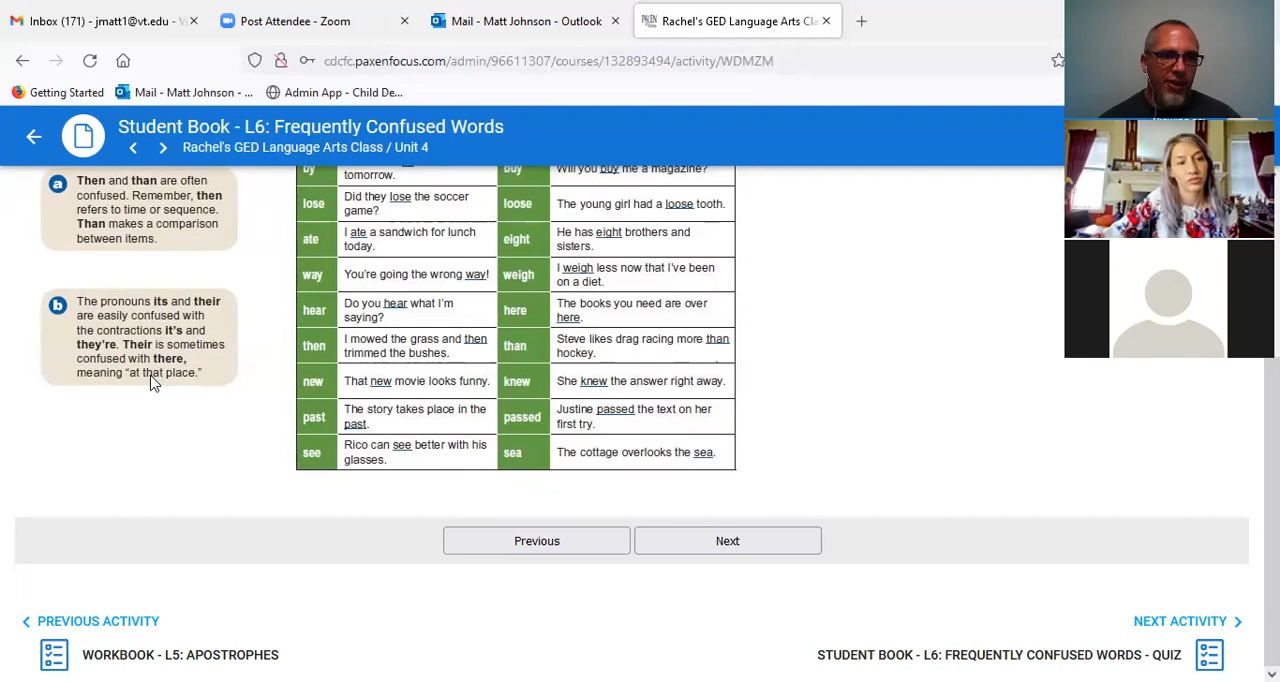 Inbox (171) - jmatt1@vt.edu -
Post Attendee - Zoom
Mail - Matt Johnson - Outlook
Rachel's GED Language Arts Cla
cdcfc.paxenfocus.com/admin/96611307/courses/132893494/activity/WDMZM
Getting Started
Mail - Matt Johnson - ...
Admin App - Child De...
Student Book - L6: Frequently Confused Words
Rachel's GED Language Arts Class / Unit 4
a
Then and than are often
confused. Remember, then
refers to time or sequence.
Than makes a comparison
between items.
b
The pronouns its and their
are easily confused with
the contractions it's and
they're. Their is sometimes
confused with there,
meaning "at that place."
by
tomorrow.
buy
Will you buy me a magazine?
lose
Did they lose the soccer
game?
loose
The young girl had a loose tooth.
ate
I ate a sandwich for lunch
today.
eight
He has eight brothers and
sisters.
way
You're going the wrong way!
weigh
I weigh less now that I've been
on a diet.
hear
Do you hear what I'm
saying?
here
The books you need are over
here.
then
I mowed the grass and then
trimmed the bushes.
than
Steve likes drag racing more than
hockey.
new
That new movie looks funny.
knew
She knew the answer right away.
past
The story takes place in the
past.
passed
Justine passed the text on her
first try.
see
Rico can see better with his
glasses.
sea
The cottage overlooks the sea.
Previous
Next
PREVIOUS ACTIVITY
NEXT ACTIVITY
WORKBOOK - L5: APOSTROPHES
STUDENT BOOK - L6: FREQUENTLY CONFUSED WORDS - QUIZ